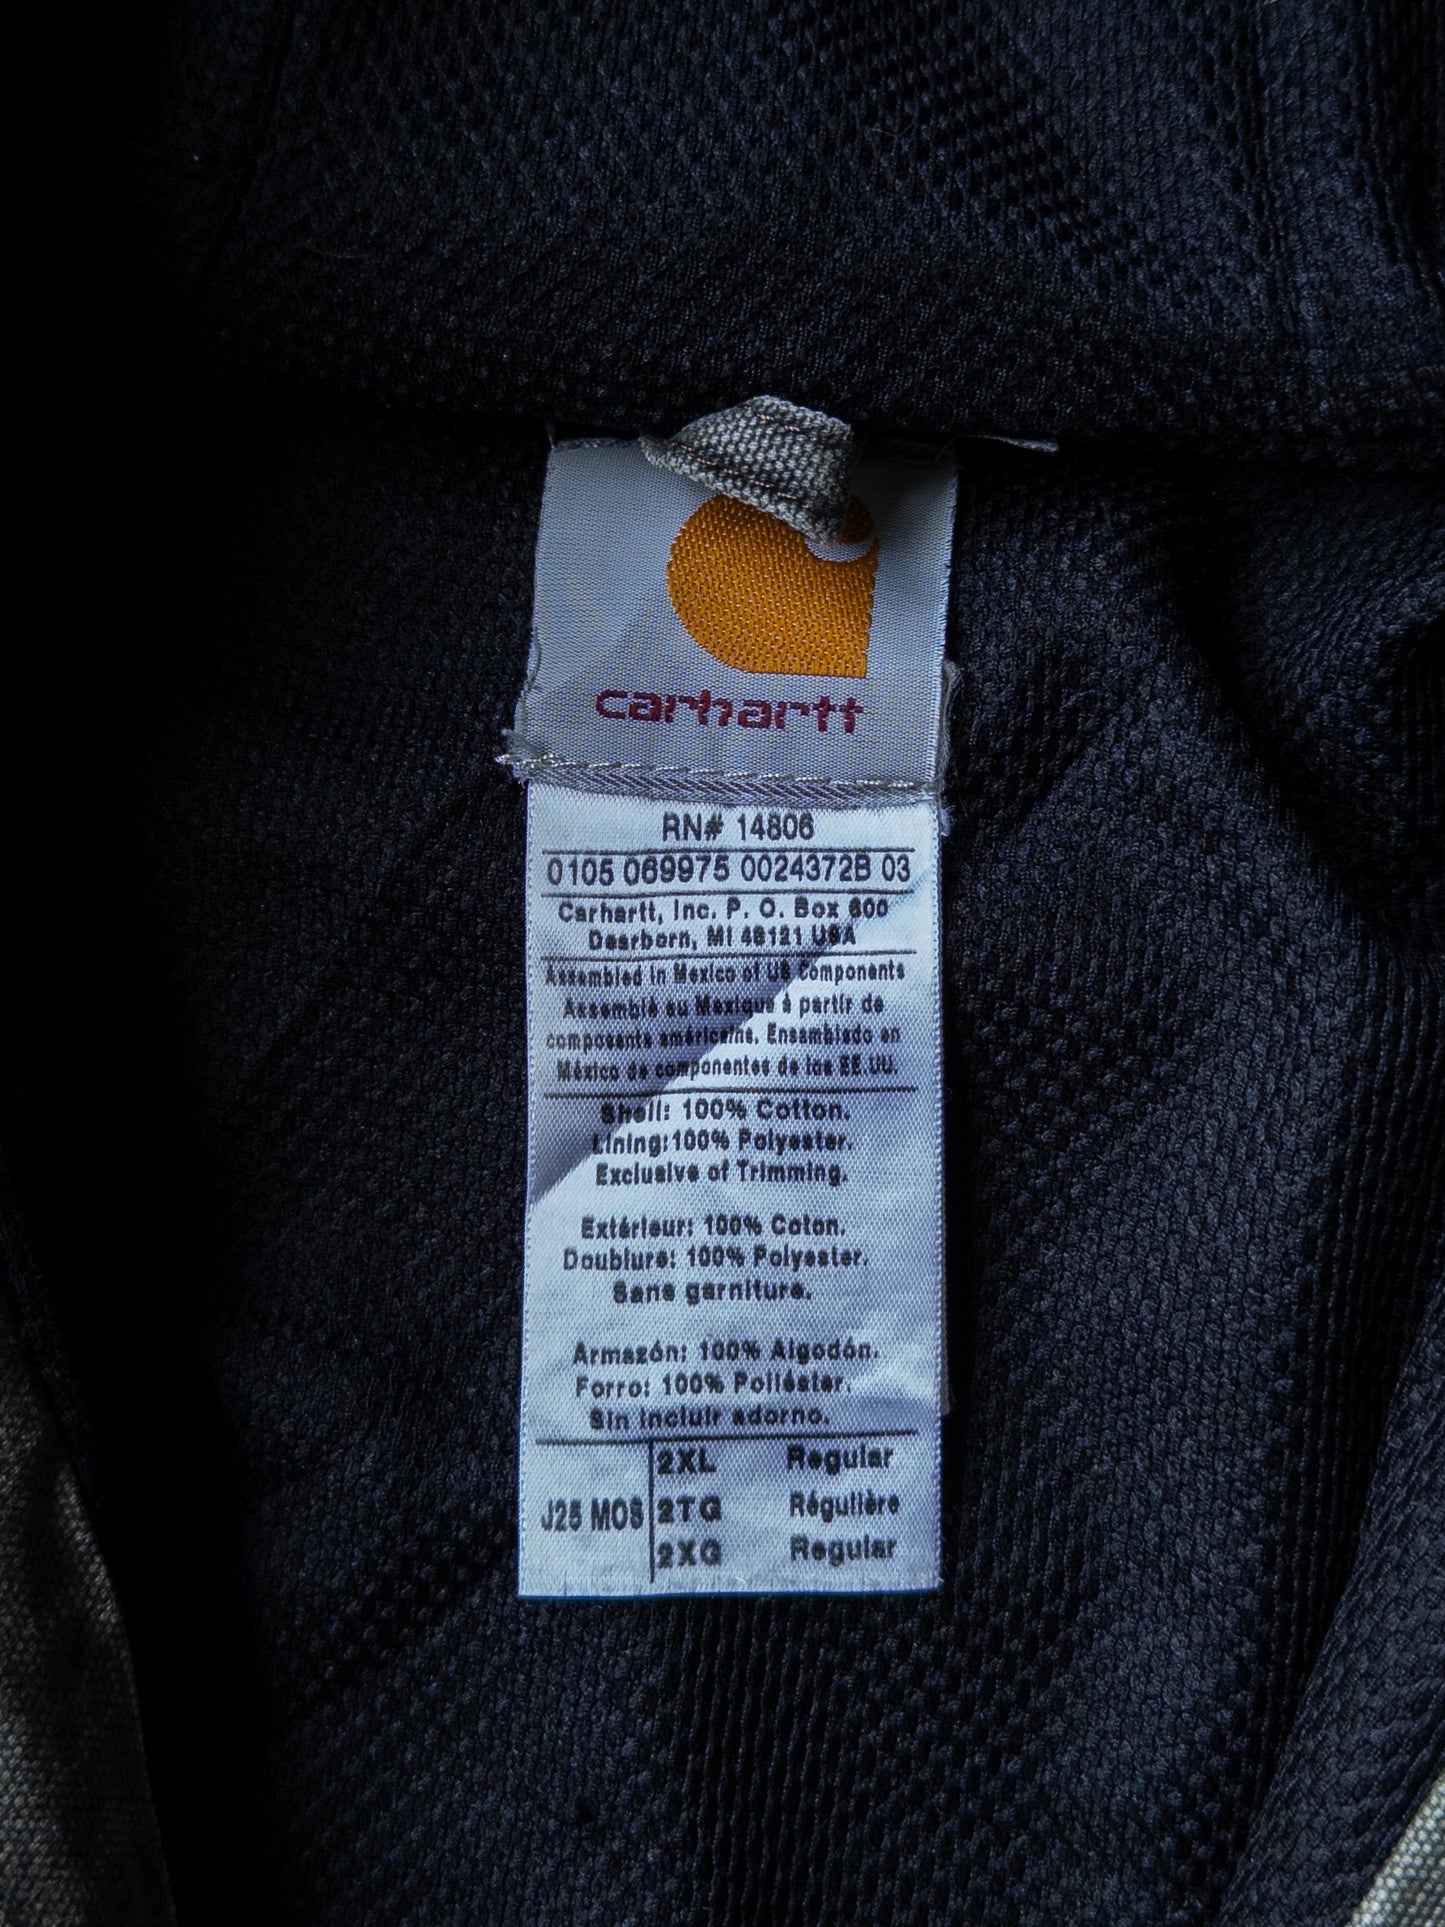 carhartt
RN# 14806
0105 069975 0024372B 03
Carhartt, Inc. P. O. Box 600
Dearborn, MI 48121 USA
Assembled in Mexico of US Components
Assemblé au Mexique à partir de
composants américains. Ensamblado en
México de componentes de los EE.UU.
Shell: 100% Cotton.
Lining:100% Polyester.
Exclusive of Trimming.
Extérieur: 100% Coton.
Doublure: 100% Polyester.
Sans garniture.
Armazón: 100% Algodón.
Forro: 100% Poliéster.
Sin incluir adorno.
J25 MOS
2XL Regular
2TG Régulière
2XG Regular